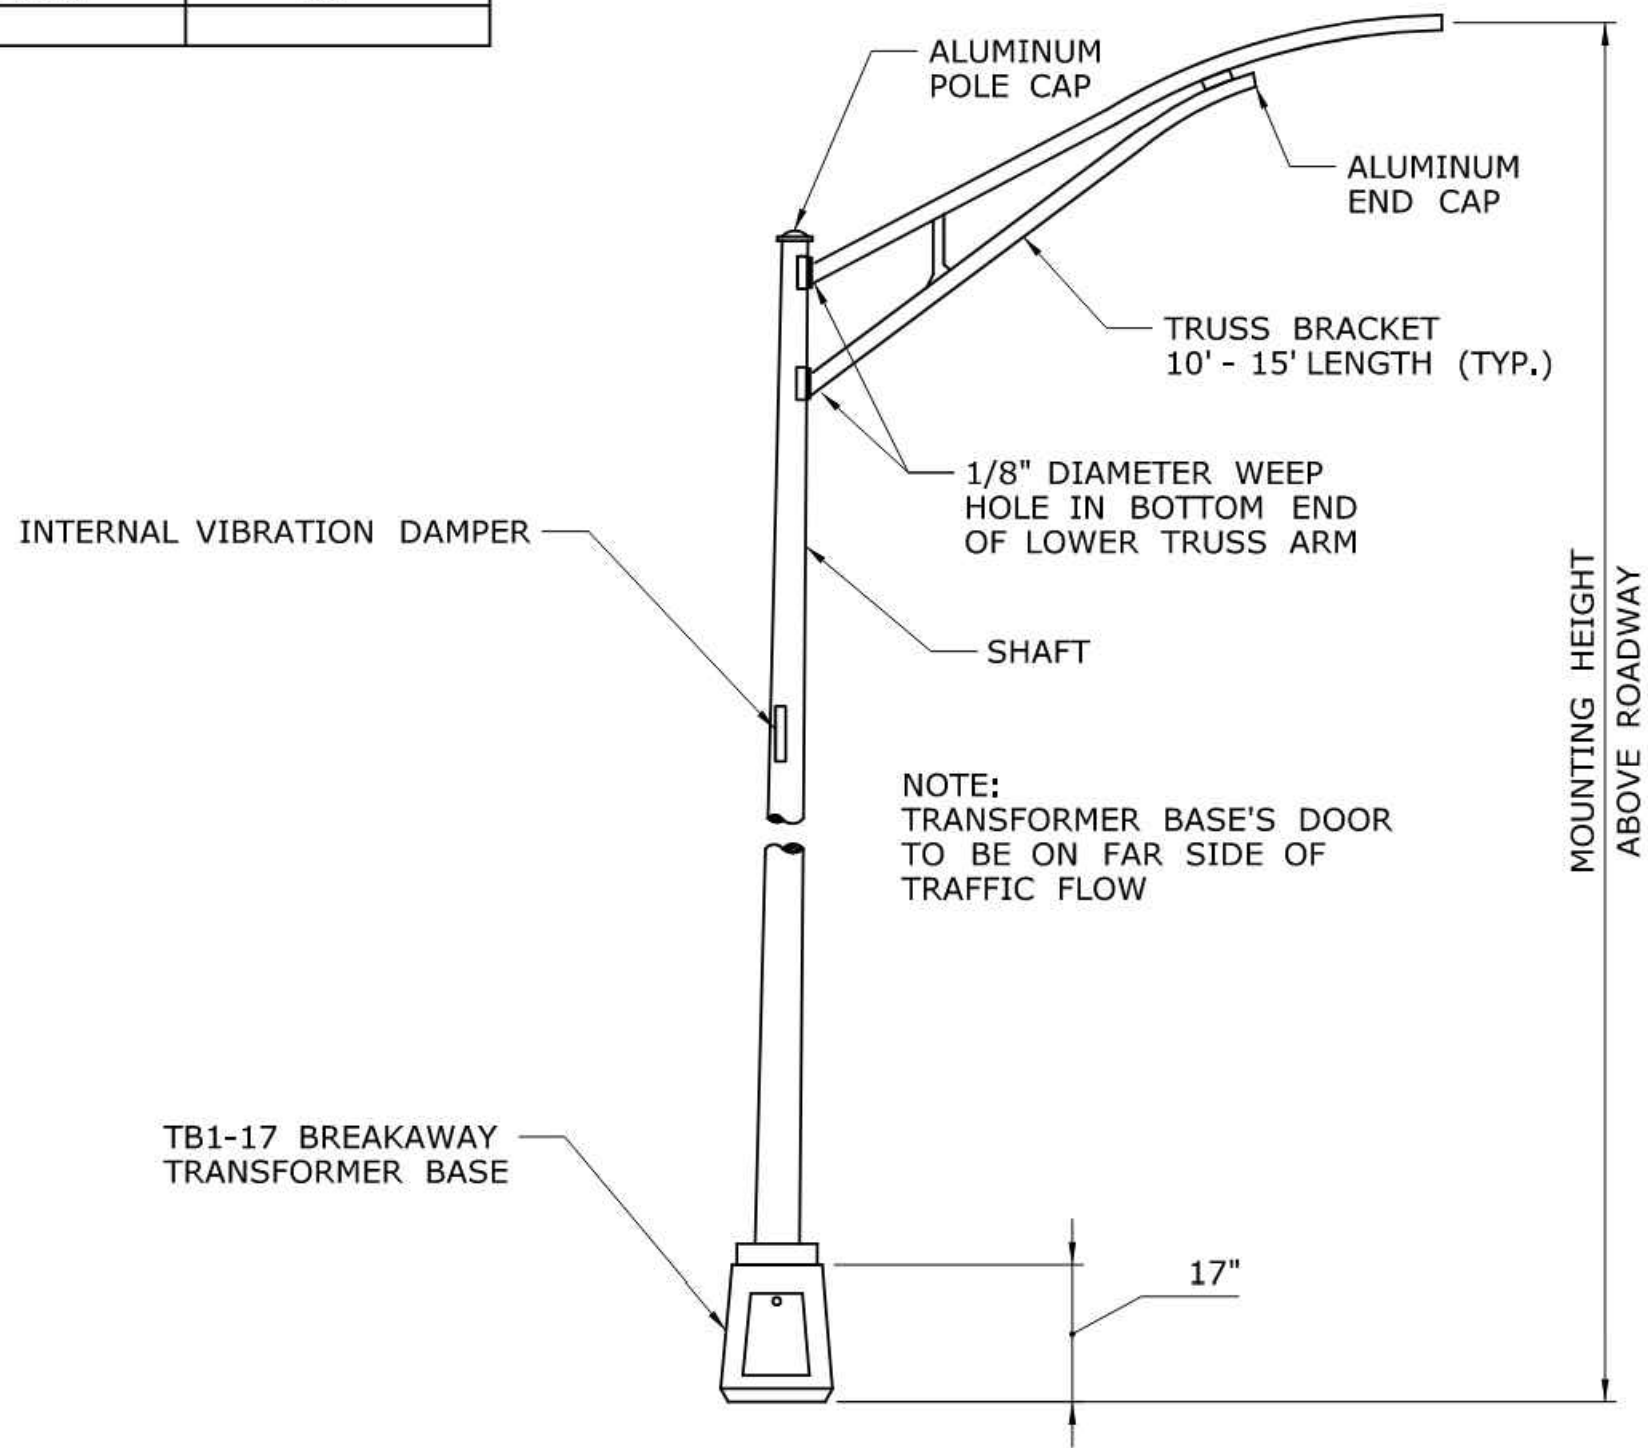 ALUMINUM
POLE CAP
ALUMINUM
END CAP
TRUSS BRACKET
10' - 15' LENGTH (TYP.)
1/8" DIAMETER WEEP
HOLE IN BOTTOM END
OF LOWER TRUSS ARM
INTERNAL VIBRATION DAMPER
SHAFT
MOUNTING HEIGHT
ABOVE ROADWAY
NOTE:
TRANSFORMER BASE'S DOOR
TO BE ON FAR SIDE OF
TRAFFIC FLOW
TB1-17 BREAKAWAY
TRANSFORMER BASE
17"